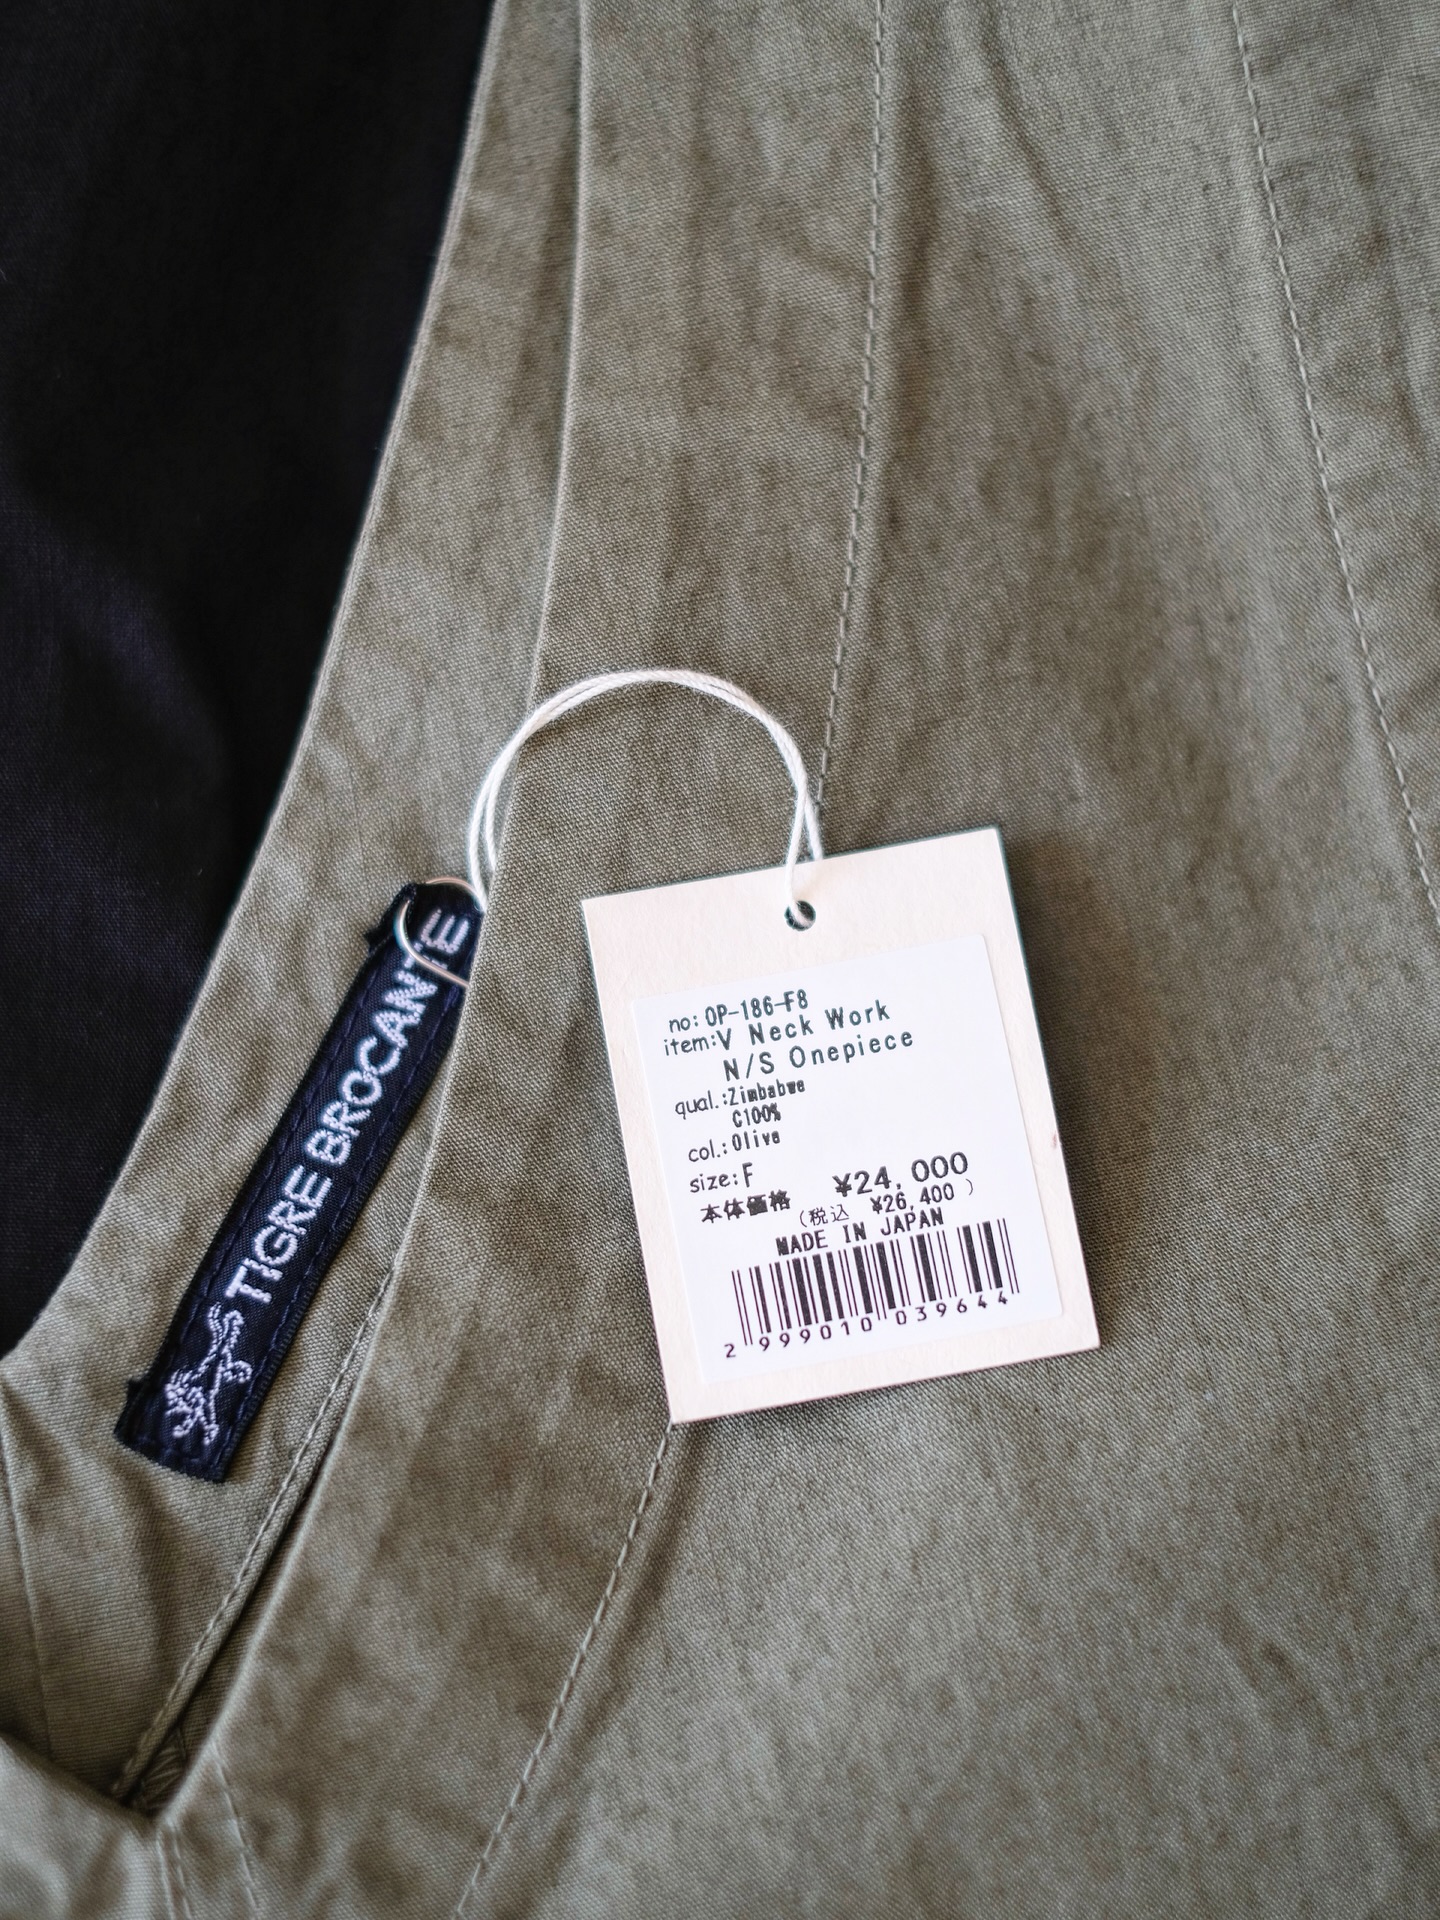 TIGRE BROCANTE
no: OP-186-F8
item: V Neck Work
N/S Onepiece
qual.: Zimbabwe
C100%
col.: Olive
size: F
本体価格 ¥24,000
(税込 ¥26,400)
MADE IN JAPAN
2 999010 039644